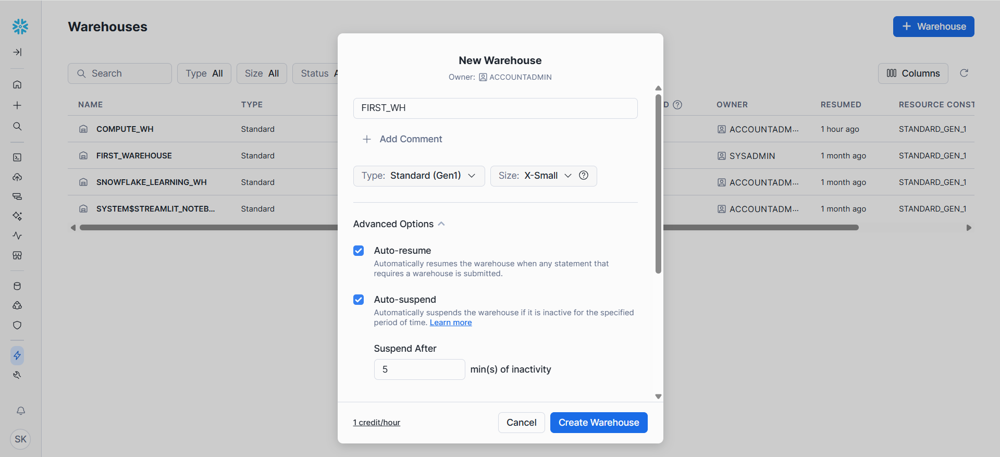 Warehouses
+ Warehouse
Search
Type All
Size All
Status
Columns
NAME TYPE D OWNER RESUMED RESOURCE CONST
COMPUTE_WH Standard ACCOUNTADM... 1 hour ago STANDARD_GEN_1
FIRST_WAREHOUSE Standard SYSADMIN 1 month ago STANDARD_GEN_1
SNOWFLAKE_LEARNING_WH Standard ACCOUNTADM... 1 month ago STANDARD_GEN_1
SYSTEM$STREAMLIT_NOTEB... Standard ACCOUNTADM... 1 month ago STANDARD_GEN_1
SK
New Warehouse
Owner: ACCOUNTADMIN
FIRST_WH
+ Add Comment
Type: Standard (Gen1)
Size: X-Small
Advanced Options
Auto-resume
Automatically resumes the warehouse when any statement that
requires a warehouse is submitted.
Auto-suspend
Automatically suspends the warehouse if it is inactive for the specified
period of time. Learn more
Suspend After
5 min(s) of inactivity
1 credit/hour
Cancel
Create Warehouse